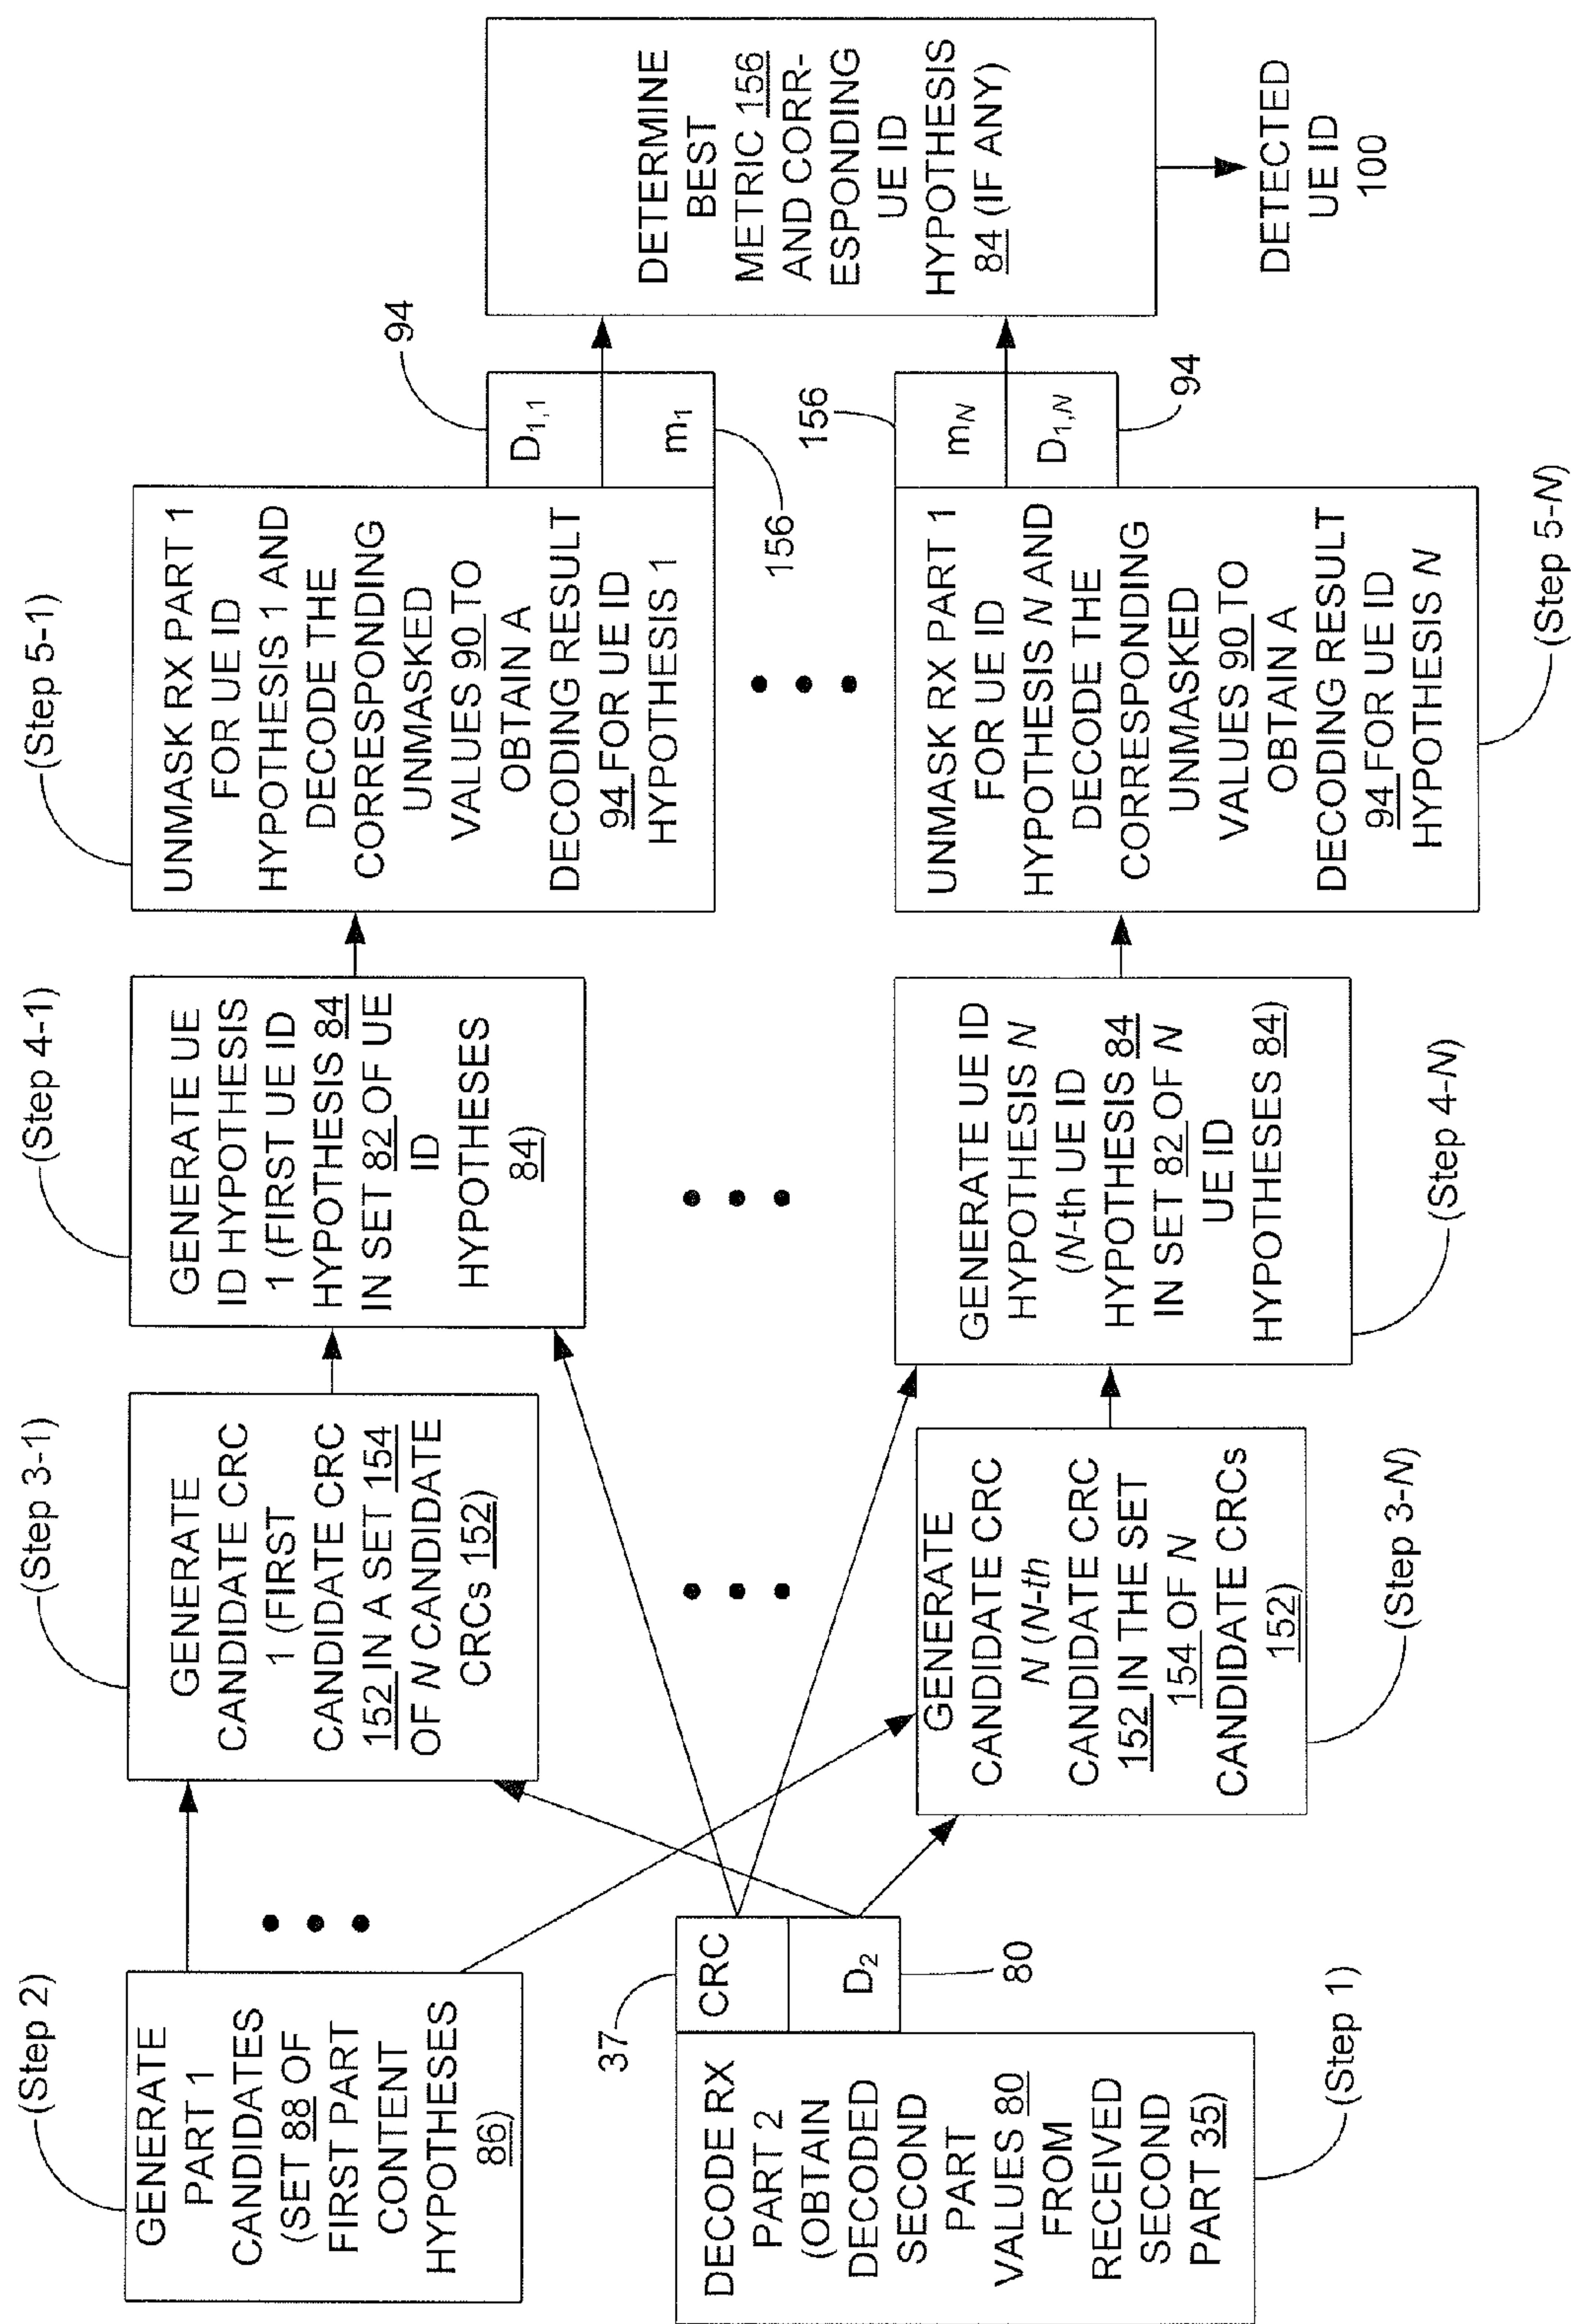 (Step 2)
GENERATE
PART 1
CANDIDATES
(SET 88 OF
FIRST PART
CONTENT
HYPOTHESES
86)
DECODE RX
PART 2
(OBTAIN
DECODED
SECOND
PART
VALUES 80
FROM
RECEIVED
SECOND
PART 35)
(Step 1)
37
CRC
D2
80
(Step 3-1)
GENERATE
CANDIDATE CRC
1 (FIRST
CANDIDATE CRC
152 IN A SET 154
OF N CANDIDATE
CRCs 152)
GENERATE
CANDIDATE CRC
N (N-th
CANDIDATE CRC
152 IN THE SET
154 OF N
CANDIDATE CRCs
152)
(Step 3-N)
(Step 4-1)
GENERATE UE
ID HYPOTHESIS
1 (FIRST UE ID
HYPOTHESIS 84
IN SET 82 OF UE
ID
HYPOTHESES
84)
GENERATE UE ID
HYPOTHESIS N
(N-th UE ID
HYPOTHESIS 84
IN SET 82 OF N
UE ID
HYPOTHESES 84)
(Step 4-N)
(Step 5-1)
UNMASK RX PART 1
FOR UE ID
HYPOTHESIS 1 AND
DECODE THE
CORRESPONDING
UNMASKED
VALUES 90 TO
OBTAIN A
DECODING RESULT
94 FOR UE ID
HYPOTHESIS 1
94
D1,1
m1
156
UNMASK RX PART 1
FOR UE ID
HYPOTHESIS N AND
DECODE THE
CORRESPONDING
UNMASKED
VALUES 90 TO
OBTAIN A
DECODING RESULT
94 FOR UE ID
HYPOTHESIS N
(Step 5-N)
156
mN
D1,N
94
DETERMINE
BEST
METRIC 156
AND CORR-
ESPONDING
UE ID
HYPOTHESIS
84 (IF ANY)
DETECTED
UE ID
100